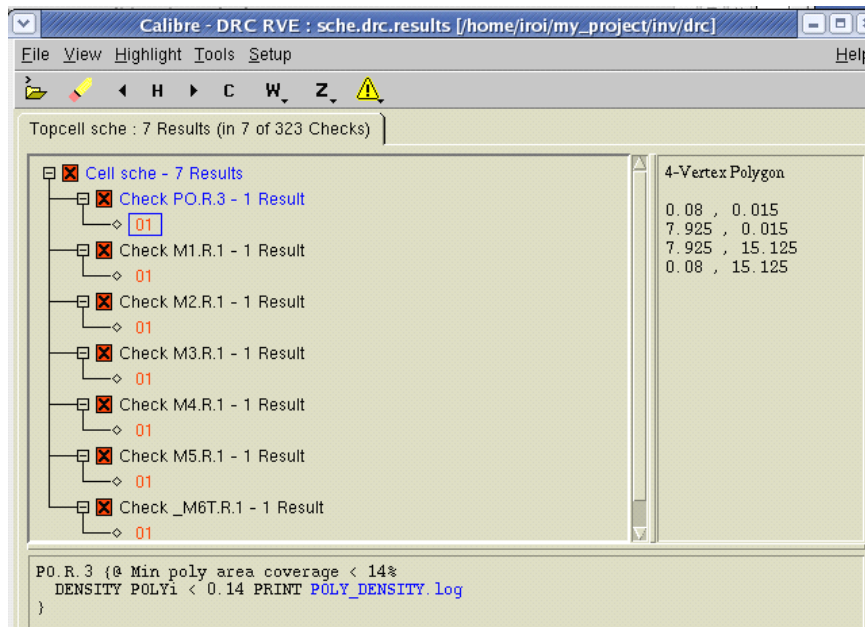 Calibre - DRC RVE : sche.drc.results [/home/iroi/my_project/inv/drc]
File View Highlight Tools Setup Help
H C W Z
Topcell sche : 7 Results (in 7 of 323 Checks)
Cell sche - 7 Results
Check PO.R.3 - 1 Result
01
Check M1.R.1 - 1 Result
01
Check M2.R.1 - 1 Result
01
Check M3.R.1 - 1 Result
01
Check M4.R.1 - 1 Result
01
Check M5.R.1 - 1 Result
01
Check _M6T.R.1 - 1 Result
01
4-Vertex Polygon
0.08 , 0.015
7.925 , 0.015
7.925 , 15.125
0.08 , 15.125
PO.R.3 {@ Min poly area coverage < 14%
DENSITY POLYi < 0.14 PRINT POLY_DENSITY.log
}